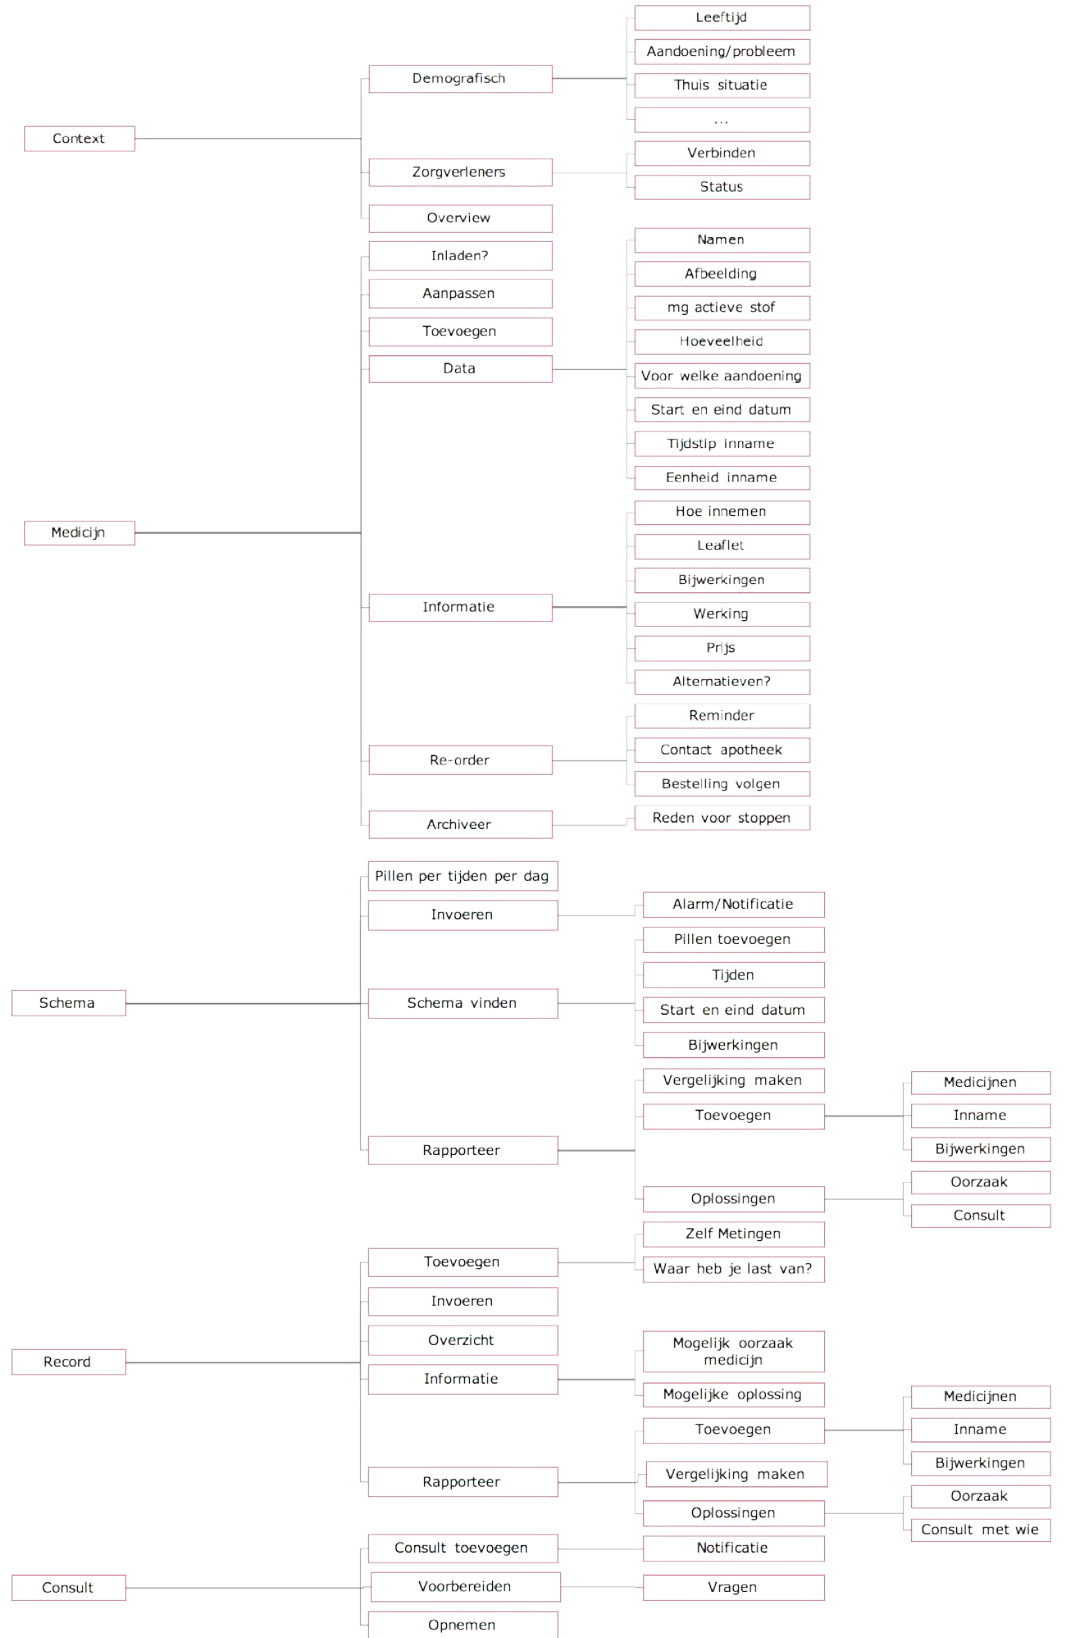 Leeftijd
Aandoening/probleem
Demografisch
Thuis situatie
...
Context
Verbinden
Zorgverleners
Status
Overview
Namen
Inladen?
Afbeelding
Aanpassen
mg actieve stof
Toevoegen
Hoeveelheid
Data
Voor welke aandoening
Start en eind datum
Tijdstip inname
Eenheid inname
Hoe innemen
Medicijn
Leaflet
Bijwerkingen
Informatie
Werking
Prijs
Alternatieven?
Reminder
Contact apotheek
Re-order
Bestelling volgen
Reden voor stoppen
Archiveer
Pillen per tijden per dag
Alarm/Notificatie
Invoeren
Pillen toevoegen
Tijden
Schema
Schema vinden
Start en eind datum
Bijwerkingen
Vergelijking maken
Medicijnen
Toevoegen
Inname
Rapporteer
Bijwerkingen
Oorzaak
Oplossingen
Consult
Zelf Metingen
Toevoegen
Waar heb je last van?
Invoeren
Overzicht
Mogelijk oorzaak
medicijn
Record
Informatie
Mogelijke oplossing
Medicijnen
Toevoegen
Inname
Bijwerkingen
Vergelijking maken
Rapporteer
Oorzaak
Oplossingen
Consult met wie
Consult toevoegen
Notificatie
Consult
Voorbereiden
Vragen
Opnemen